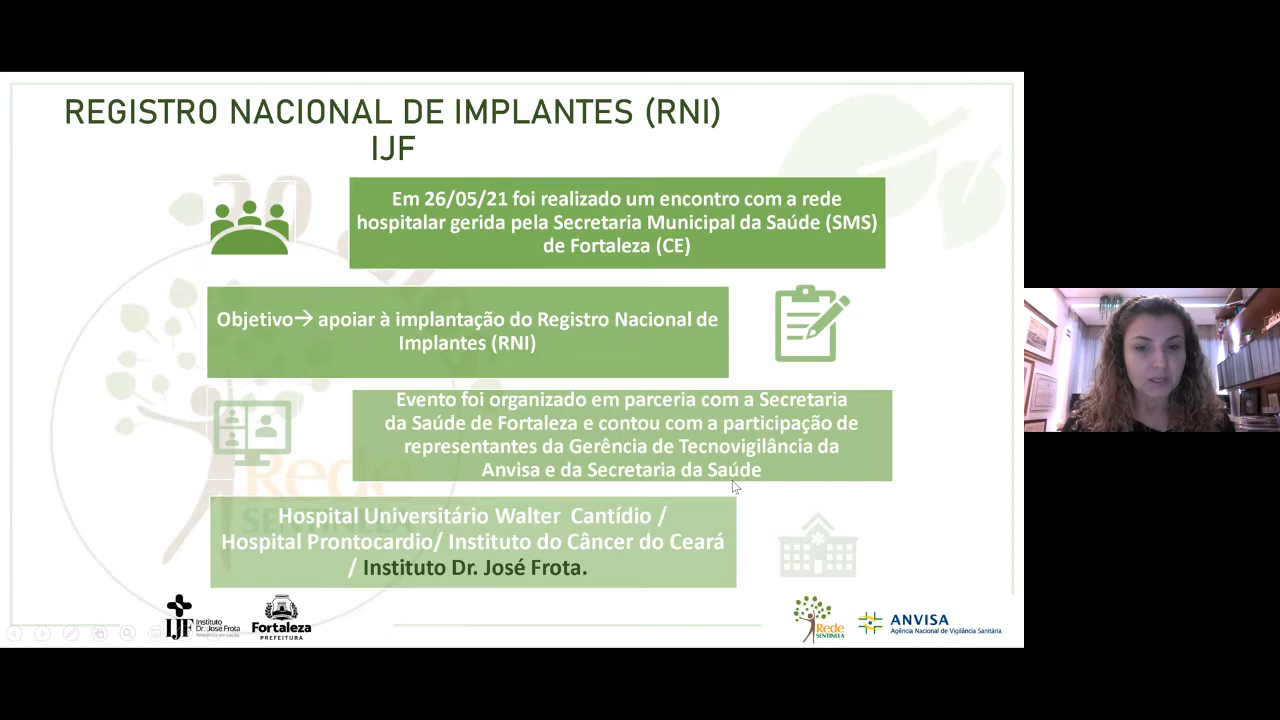 REGISTRO NACIONAL DE IMPLANTES (RNI)
IJF
Em 26/05/21 foi realizado um encontro com a rede
hospitalar gerida pela Secretaria Municipal da Saúde (SMS)
de Fortaleza (CE)
Objetivo→ apoiar à implantação do Registro Nacional de
Implantes (RNI)
Evento foi organizado em parceria com a Secretaria
da Saúde de Fortaleza e contou com a participação de
representantes da Gerência de Tecnovigilância da
Anvisa e da Secretaria da Saúde
Rede
SENTINELA
Hospital Universitário Walter Cantídio /
Hospital Prontocardio/ Instituto do Câncer do Ceará
/ Instituto Dr. José Frota.
IJF
Instituto
Dr. José Frota
Fortaleza
PREFEITURA
Rede
SENTINELA
ANVISA
Agência Nacional de Vigilância Sanitária